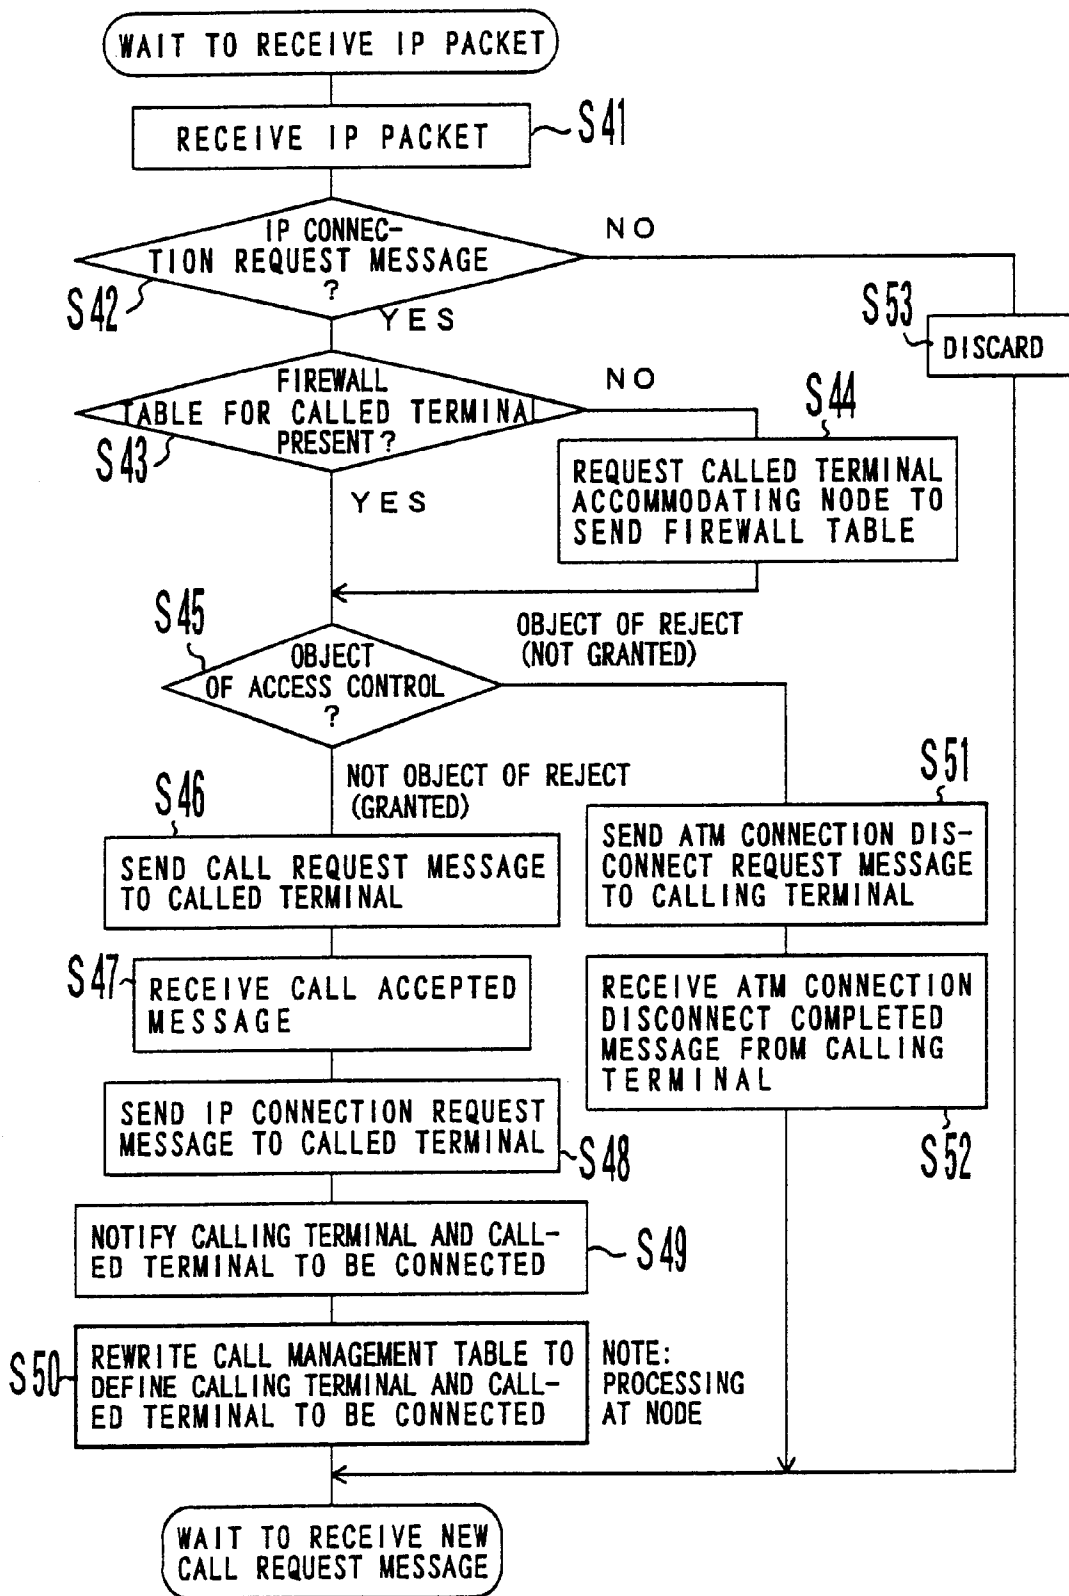 WAIT TO RECEIVE IP PACKET
RECEIVE IP PACKET
S41
IP CONNEC-
TION REQUEST MESSAGE
?
NO
S42
YES
S53
DISCARD
FIREWALL
TABLE FOR CALLED TERMINAL
PRESENT?
NO
S43
YES
S44
REQUEST CALLED TERMINAL
ACCOMMODATING NODE TO
SEND FIREWALL TABLE
S45
OBJECT
OF ACCESS CONTROL
?
OBJECT OF REJECT
(NOT GRANTED)
NOT OBJECT OF REJECT
(GRANTED)
S46
SEND CALL REQUEST MESSAGE
TO CALLED TERMINAL
S51
SEND ATM CONNECTION DIS-
CONNECT REQUEST MESSAGE
TO CALLING TERMINAL
S47
RECEIVE CALL ACCEPTED
MESSAGE
RECEIVE ATM CONNECTION
DISCONNECT COMPLETED
MESSAGE FROM CALLING
TERMINAL
S52
SEND IP CONNECTION REQUEST
MESSAGE TO CALLED TERMINAL
S48
NOTIFY CALLING TERMINAL AND CALL-
ED TERMINAL TO BE CONNECTED
S49
S50
REWRITE CALL MANAGEMENT TABLE TO
DEFINE CALLING TERMINAL AND CALL-
ED TERMINAL TO BE CONNECTED
NOTE:
PROCESSING
AT NODE
WAIT TO RECEIVE NEW
CALL REQUEST MESSAGE